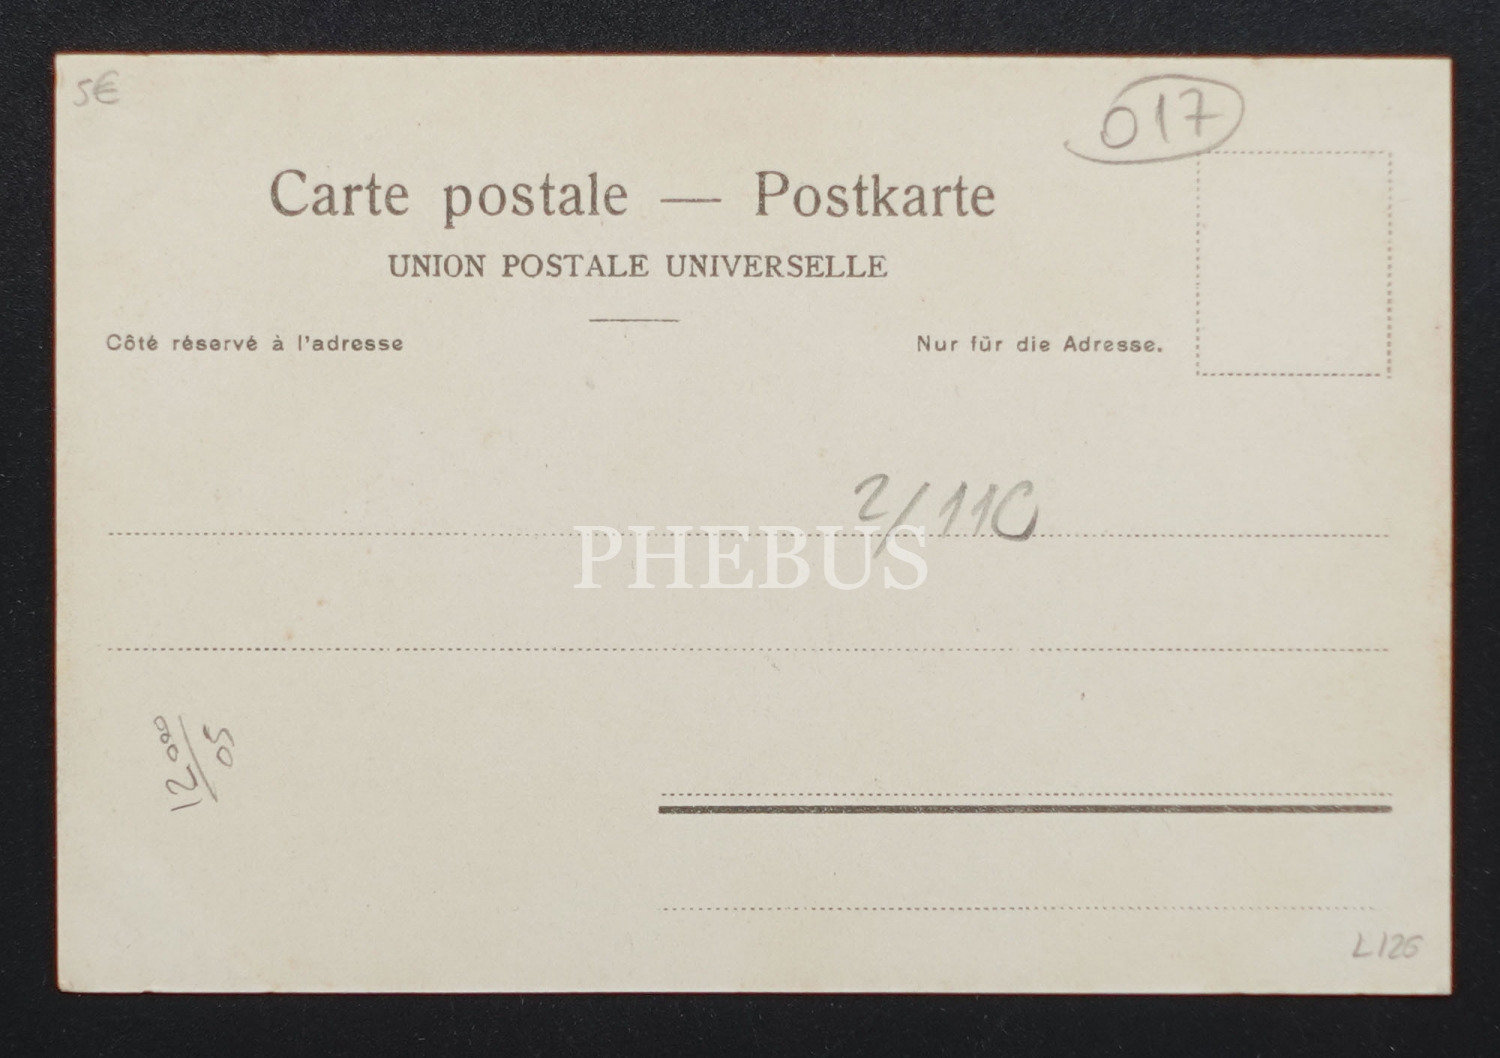 5€
017
Carte postale — Postkarte
UNION POSTALE UNIVERSELLE
Côté réservé à l'adresse
Nur für die Adresse.
2/110
PHEBUS
12000/05
L126